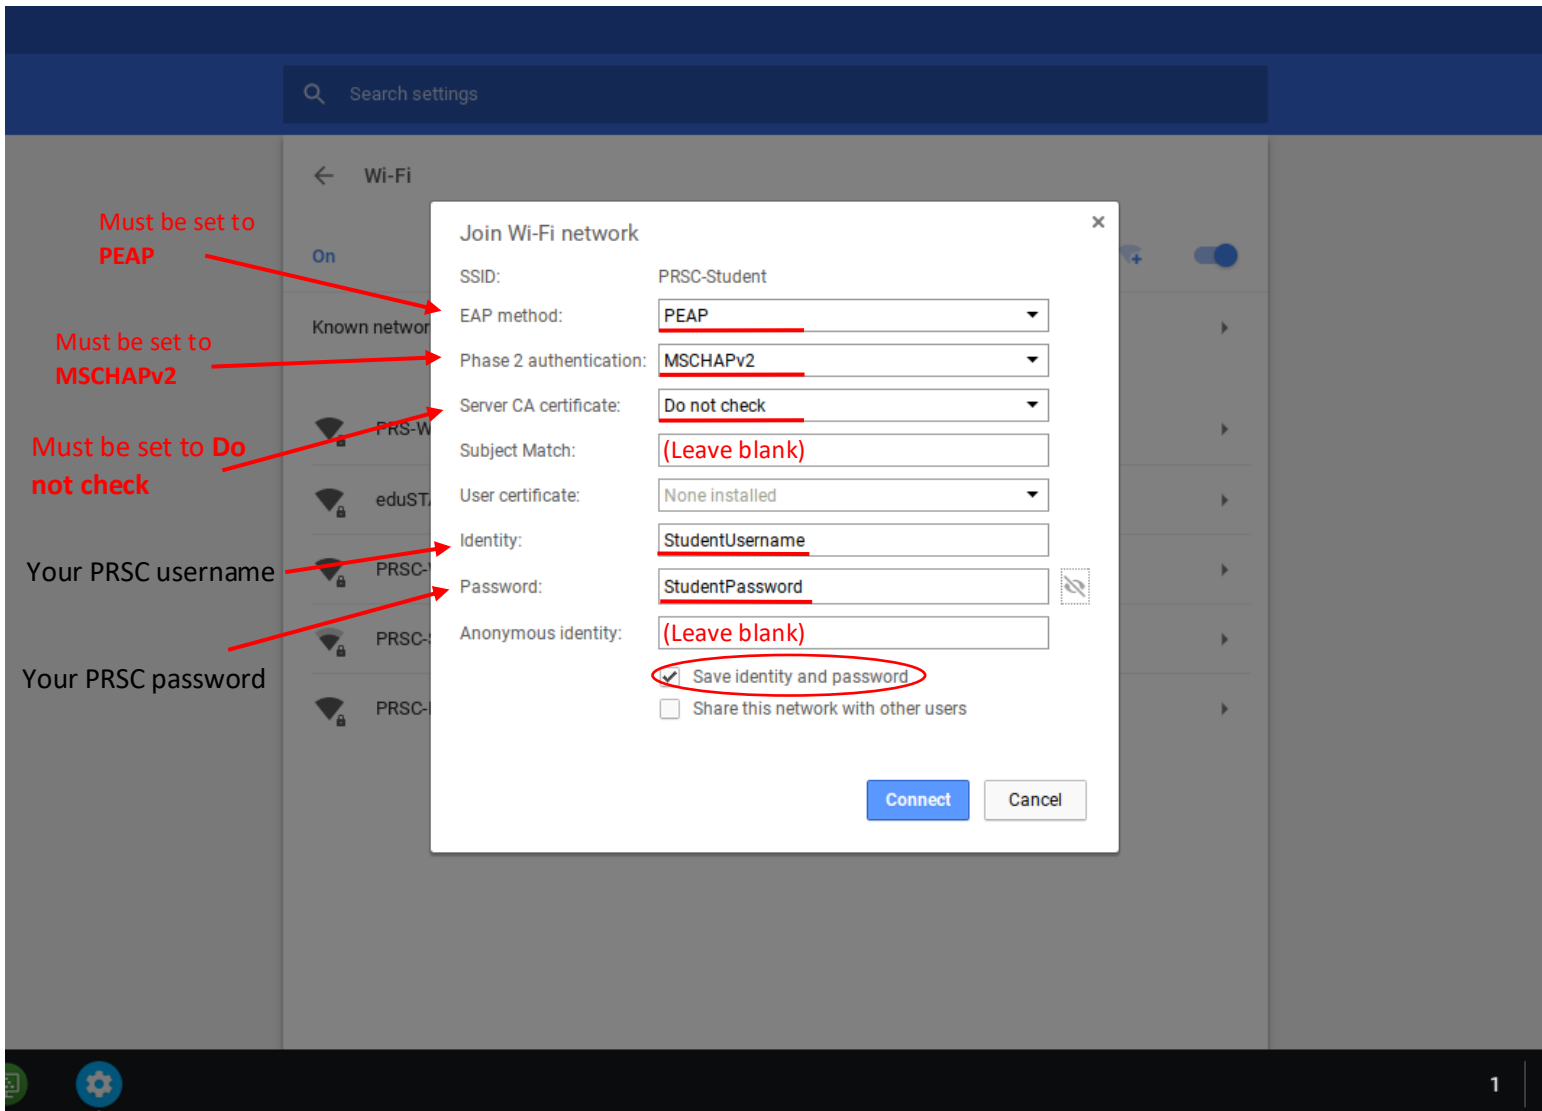 Search settings
Wi-Fi
Must be set to
PEAP
On
Join Wi-Fi network
SSID: PRSC-Student
EAP method: PEAP
Known networ
Must be set to
MSCHAPv2
Phase 2 authentication: MSCHAPv2
Server CA certificate: Do not check
PRS-W
Must be set to Do
not check
Subject Match: (Leave blank)
User certificate: None installed
eduST
Identity: StudentUsername
Your PRSC username
PRSC-
Password: StudentPassword
Anonymous identity: (Leave blank)
PRSC-
Your PRSC password
Save identity and password
Share this network with other users
PRSC-
Connect Cancel
1